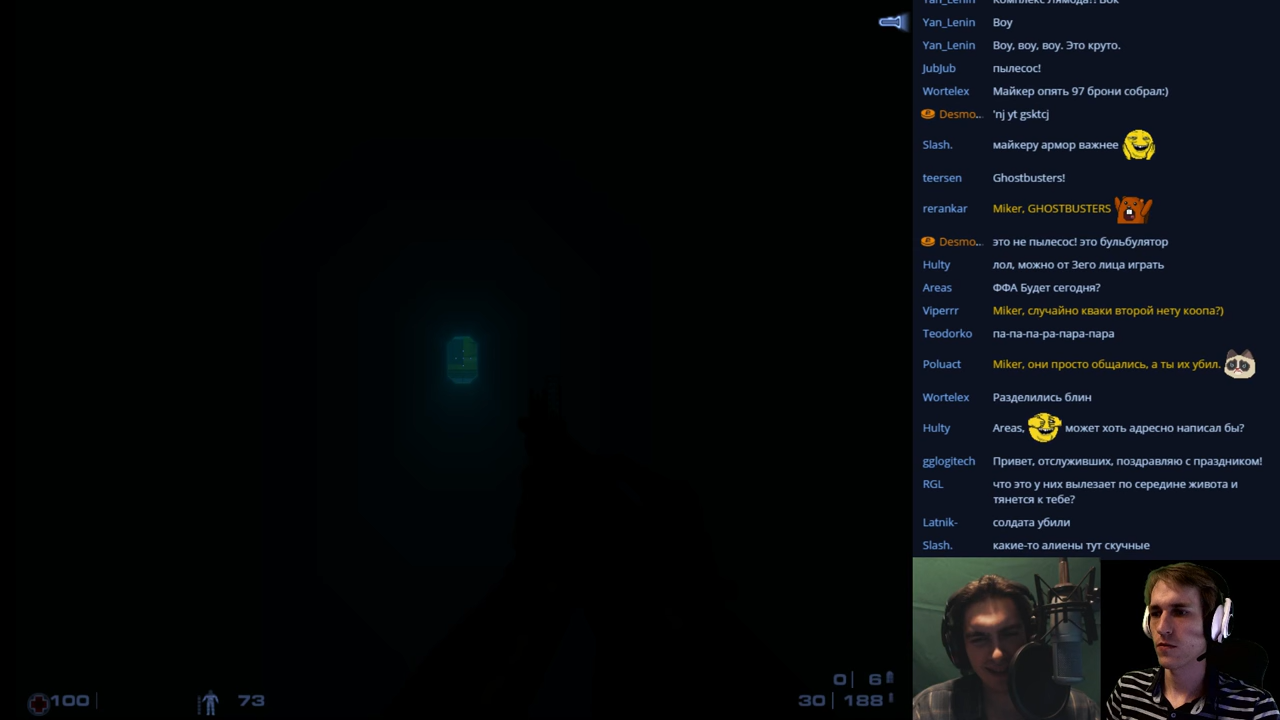 Yan_Lenin Комплекс Лямбда?! Вок
Yan_Lenin Воу
Yan_Lenin Воу, воу, воу. Это круто.
JubJub пылесос!
Wortelex Майкер опять 97 брони собрал:)
Desmo... 'nj yt gsktcj
Slash. майкеру армор важнее
teersen Ghostbusters!
rerankar Miker, GHOSTBUSTERS
Desmo... это не пылесос! это бульбулятор
Hulty лол, можно от 3его лица играть
Areas ФФА Будет сегодня?
Viperrr Miker, случайно кваки второй нету коопа?)
Teodorko па-па-па-ра-пара-пара
Poluact Miker, они просто общались, а ты их убил.
Wortelex Разделились блин
Hulty Areas, может хоть адресно написал бы?
gglogitech Привет, отслуживших, поздравляю с праздником!
RGL что это у них вылезает по середине живота и
тянется к тебе?
Latnik- солдата убили
Slash. какие-то алиены тут скучные
0| 6
100| 73 30|188